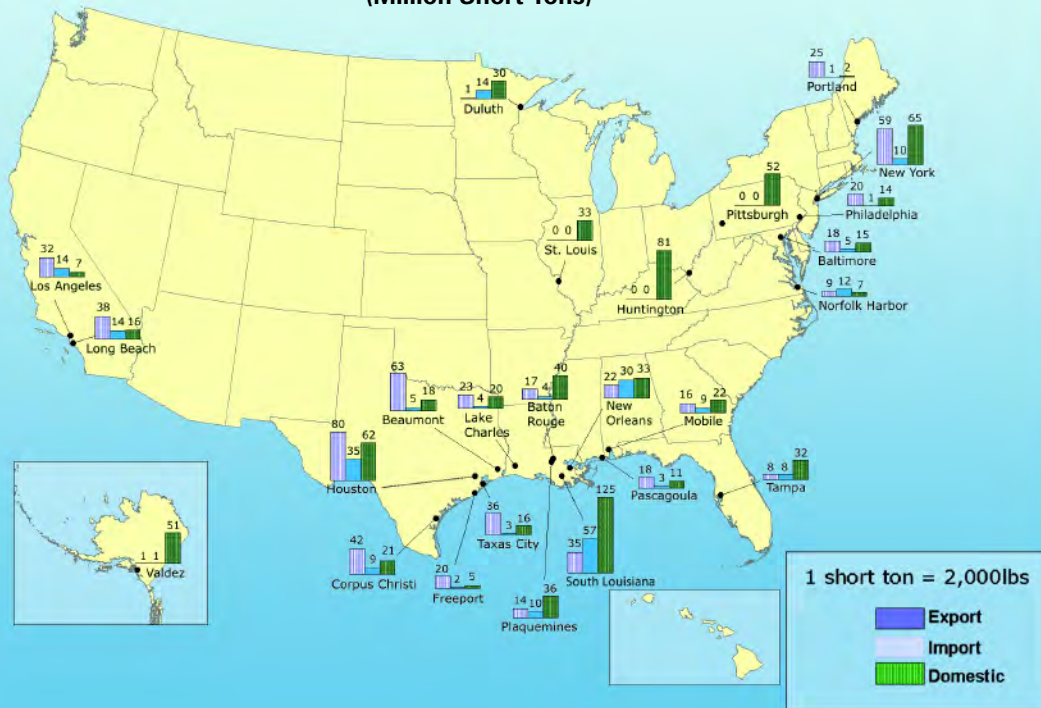 (Million Short Tons)
25
1 2
Portland
1 14 30
Duluth
59 10 65
New York
52
0 0
Pittsburgh
20 1 14
Philadelphia
33
0 0
St. Louis
18 5 15
Baltimore
81
0 0
Huntington
9 12 7
Norfolk Harbor
32 14 7
Los Angeles
38 14 16
Long Beach
63 5 18
Beaumont
23 4 20
Lake
Charles
17 4 40
Baton
Rouge
22 30 33
New
Orleans
16 9 22
Mobile
80 35 62
Houston
18 3 11
Pascagoula
8 8 32
Tampa
36 3 16
Taxas City
35 57 125
South Louisiana
42 9 21
Corpus Christi
20 2 5
Freeport
14 10 36
Plaquemines
1 1 51
Valdez
1 short ton = 2,000lbs
Export
Import
Domestic